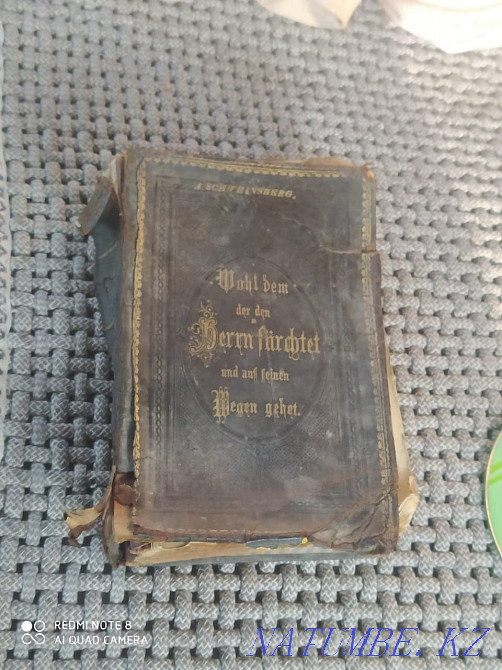 A. SCHWANSBERG.
Wohl dem
der den
Herrn fürchtet
und auf seinen
Wegen gehet.
REDMI NOTE 8
AI QUAD CAMERA
NATUMBE.KZ